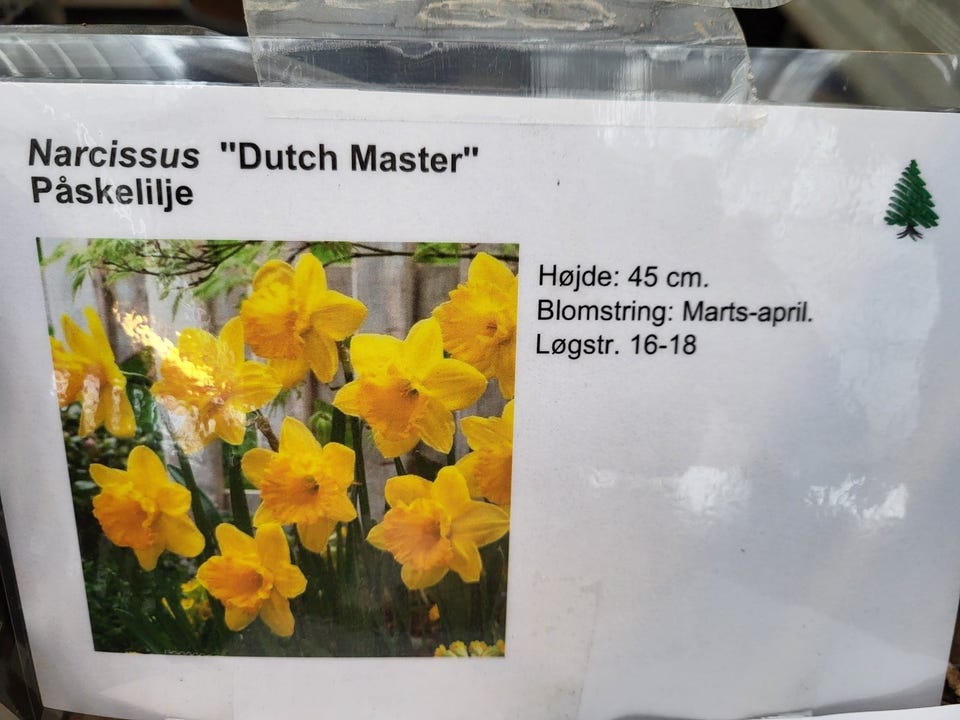 Narcissus "Dutch Master"
Påskelilje
Højde: 45 cm.
Blomstring: Marts-april.
Løgstr. 16-18